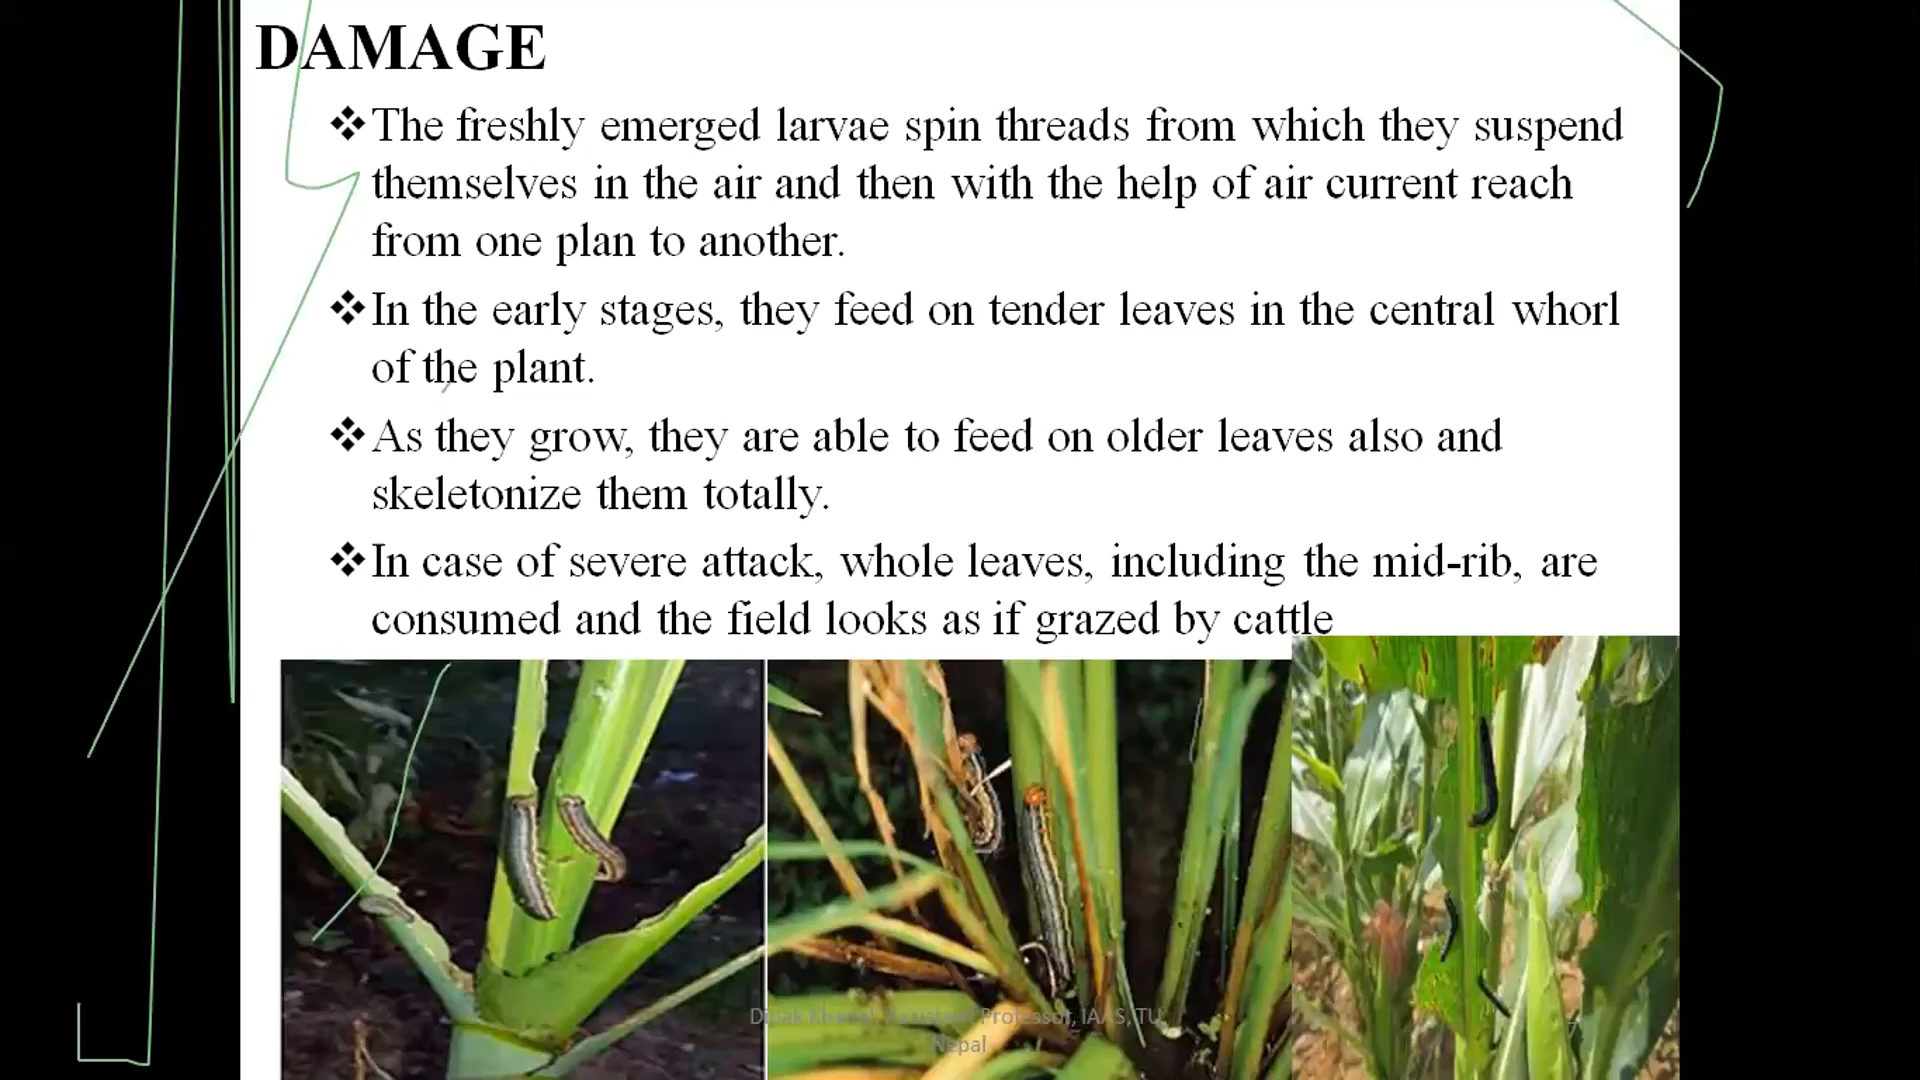 DAMAGE
❖The freshly emerged larvae spin threads from which they suspend
themselves in the air and then with the help of air current reach
from one plan to another.
❖In the early stages, they feed on tender leaves in the central whorl
of the plant.
❖As they grow, they are able to feed on older leaves also and
skeletonize them totally.
❖In case of severe attack, whole leaves, including the mid-rib, are
consumed and the field looks as if grazed by cattle
Assistant Professor, IAAS, TU,
Nepal